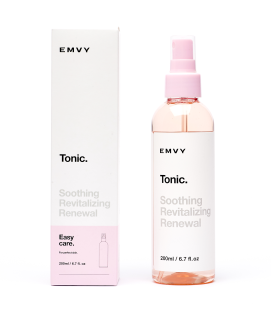 EMVY
Tonic.
Soothing
Revitalizing
Renewal
Easy
care.
200ml / 6.7 fl.oz
EMVY
Tonic.
Soothing
Revitalizing
Renewal
200ml / 6.7 fl.oz